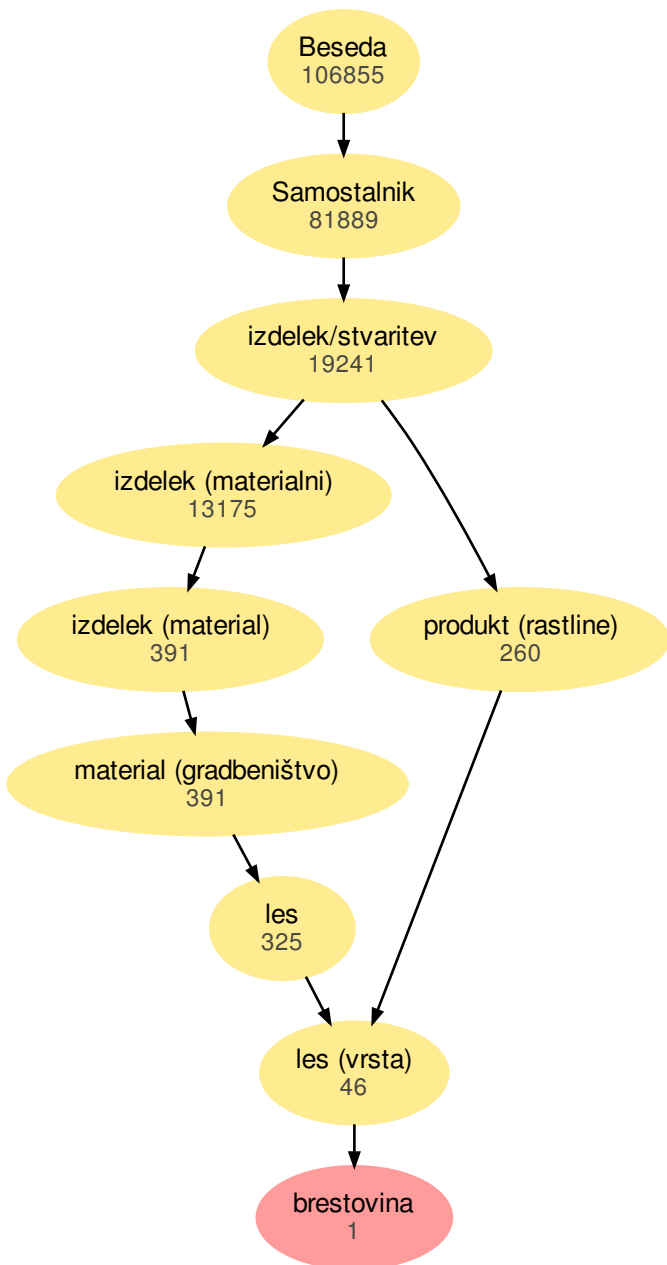 Beseda
106855
Samostalnik
81889
izdelek/stvaritev
19241
izdelek (materialni)
13175
izdelek (material)
391
produkt (rastline)
260
material (gradbeništvo)
391
les
325
les (vrsta)
46
brestovina
1